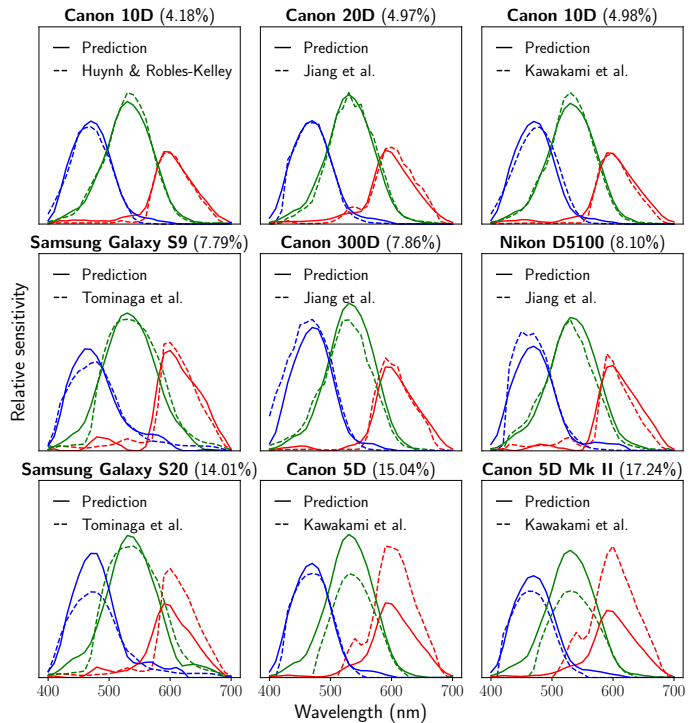 Canon 10D (4.18%)
Canon 20D (4.97%)
Canon 10D (4.98%)
Prediction
Huynh & Robles-Kelley
Prediction
Jiang et al.
Prediction
Kawakami et al.
Samsung Galaxy S9 (7.79%)
Canon 300D (7.86%)
Nikon D5100 (8.10%)
Prediction
Tominaga et al.
Prediction
Jiang et al.
Prediction
Jiang et al.
Relative sensitivity
Samsung Galaxy S20 (14.01%)
Canon 5D (15.04%)
Canon 5D Mk II (17.24%)
Prediction
Tominaga et al.
Prediction
Kawakami et al.
Prediction
Kawakami et al.
400 500 600 700
400 500 600 700
400 500 600 700
Wavelength (nm)